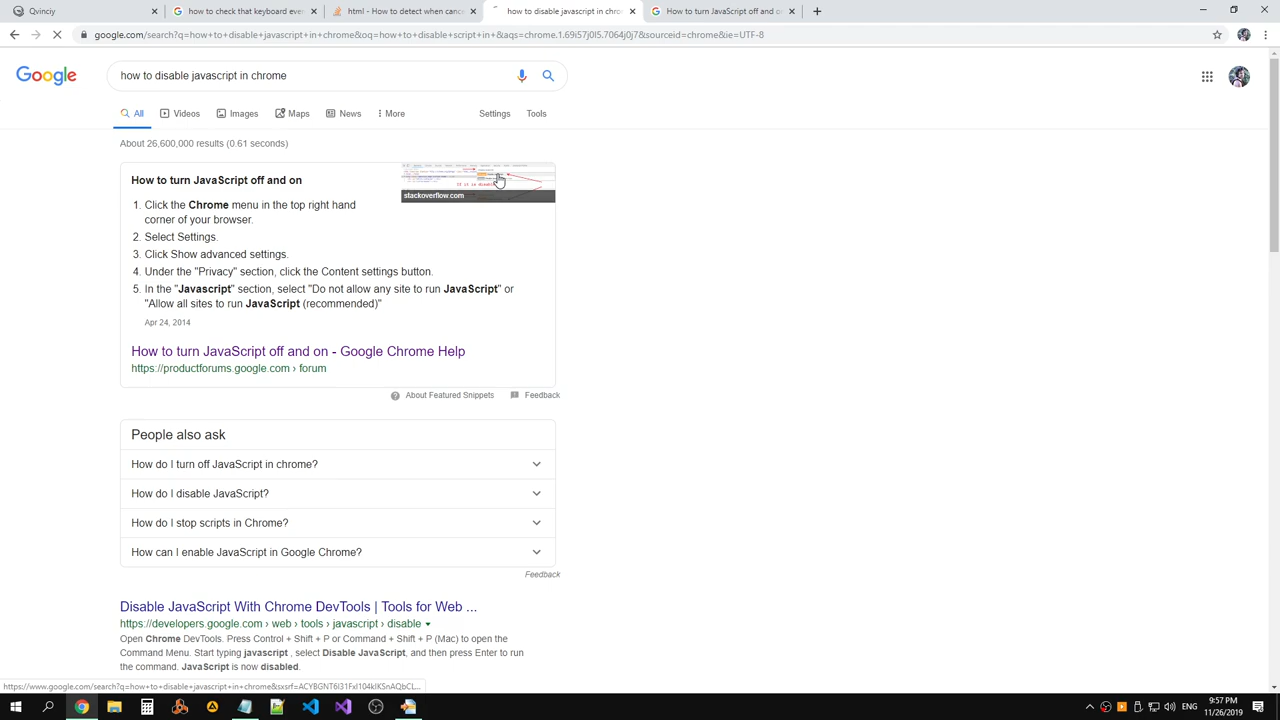 Qvinciy
how to check that keyboard even
html - How to detect when cance
how to disable javascript in chro
How to turn JavaScript off and on
google.com/search?q=how+to+disable+javascript+in+chrome&oq=how+to+disable+script+in+&aqs=chrome.1.69i57j0l5.7064j0j7&sourceid=chrome&ie=UTF-8
Google
how to disable javascript in chrome
All
Videos
Images
Maps
News
More
Settings
Tools
About 26,600,000 results (0.61 seconds)
How to turn JavaScript off and on
stackoverflow.com
1. Click the Chrome menu in the top right hand
corner of your browser.
2. Select Settings.
3. Click Show advanced settings.
4. Under the "Privacy" section, click the Content settings button.
5. In the "Javascript" section, select "Do not allow any site to run JavaScript" or
"Allow all sites to run JavaScript (recommended)"
Apr 24, 2014
How to turn JavaScript off and on - Google Chrome Help
https://productforums.google.com › forum
About Featured Snippets
Feedback
People also ask
How do I turn off JavaScript in chrome?
How do I disable JavaScript?
How do I stop scripts in Chrome?
How can I enable JavaScript in Google Chrome?
Feedback
Disable JavaScript With Chrome DevTools | Tools for Web ...
https://developers.google.com › web › tools › javascript › disable
Open Chrome DevTools. Press Control + Shift + P or Command + Shift + P (Mac) to open the
Command Menu. Start typing javascript , select Disable JavaScript, and then press Enter to run
the command. JavaScript is now disabled.
ENG
9:57 PM
11/26/2019